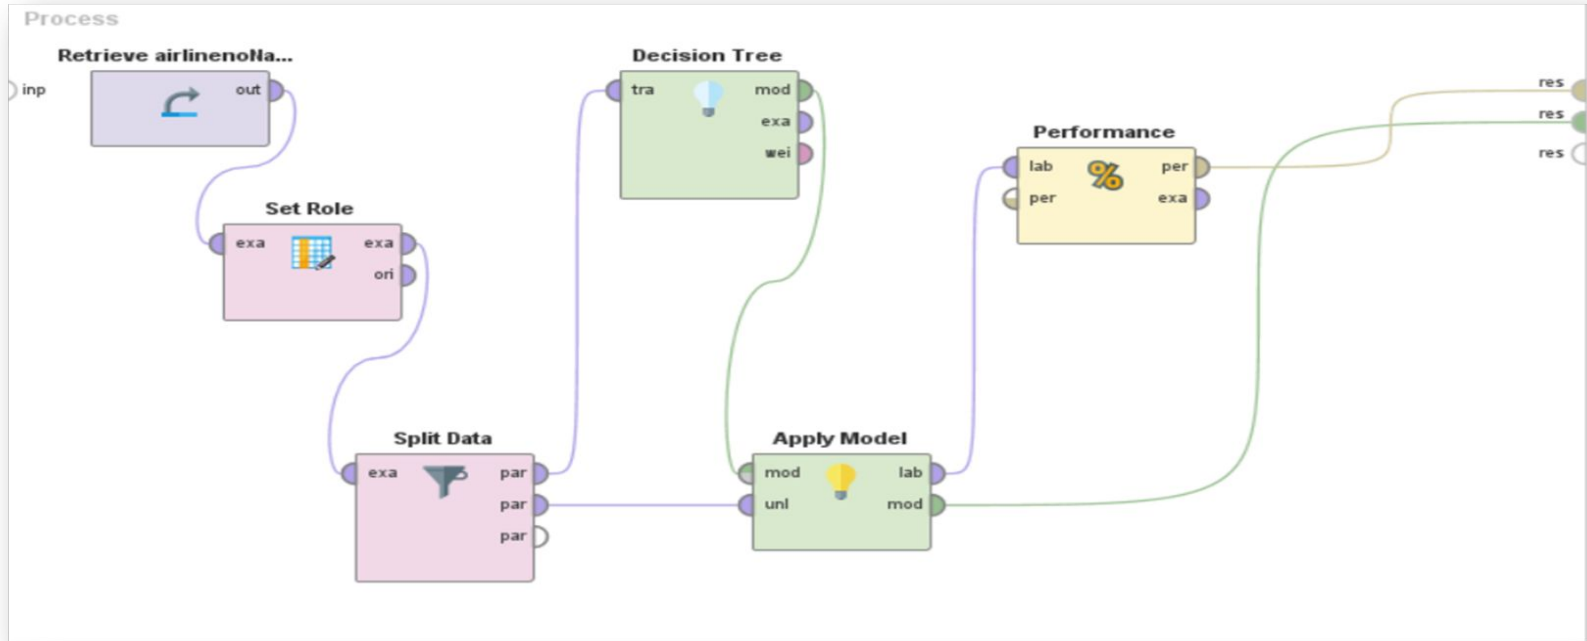 Process
Retrieve airlinenoNa...
inp
out
Set Role
exa
exa
ori
Split Data
exa
par
par
par
Decision Tree
tra
mod
exa
wei
Apply Model
mod
lab
unl
mod
Performance
%
lab
per
per
exa
res
res
res